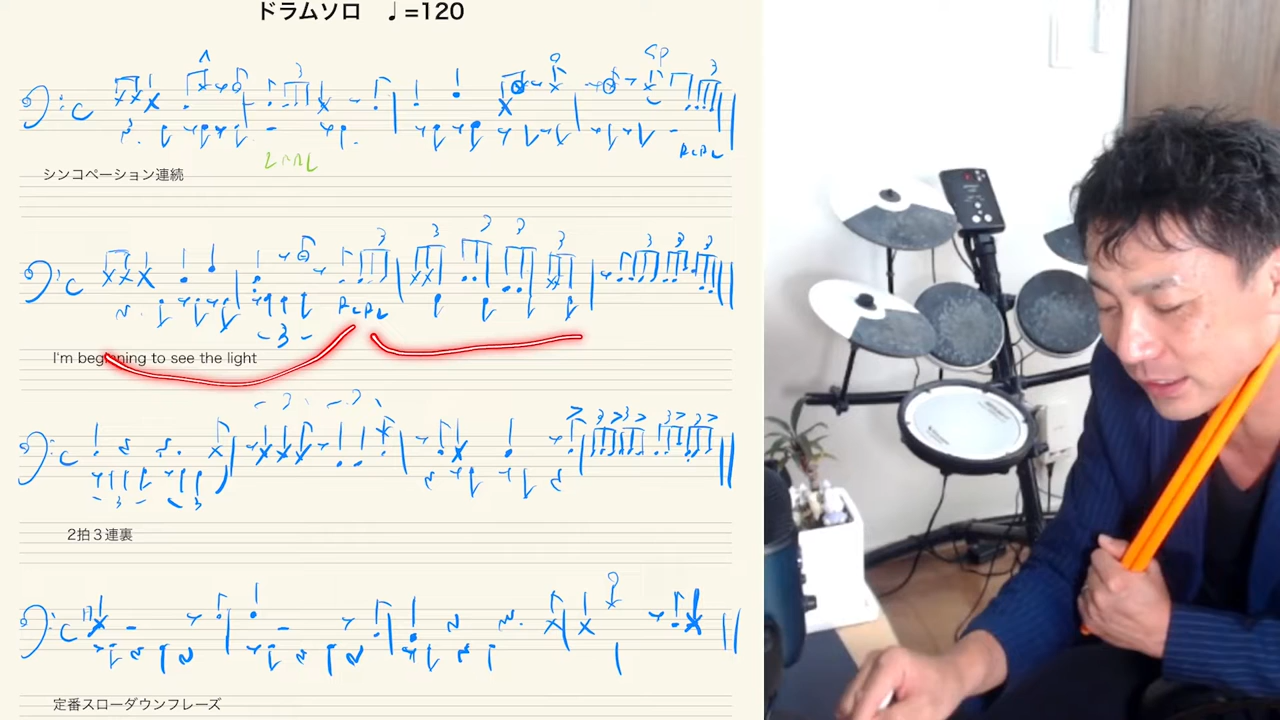 ドラムソロ ♩=120
シンコペーション連続
I'm beginning to see the light
2拍3連裏
定番スローダウンフレーズ